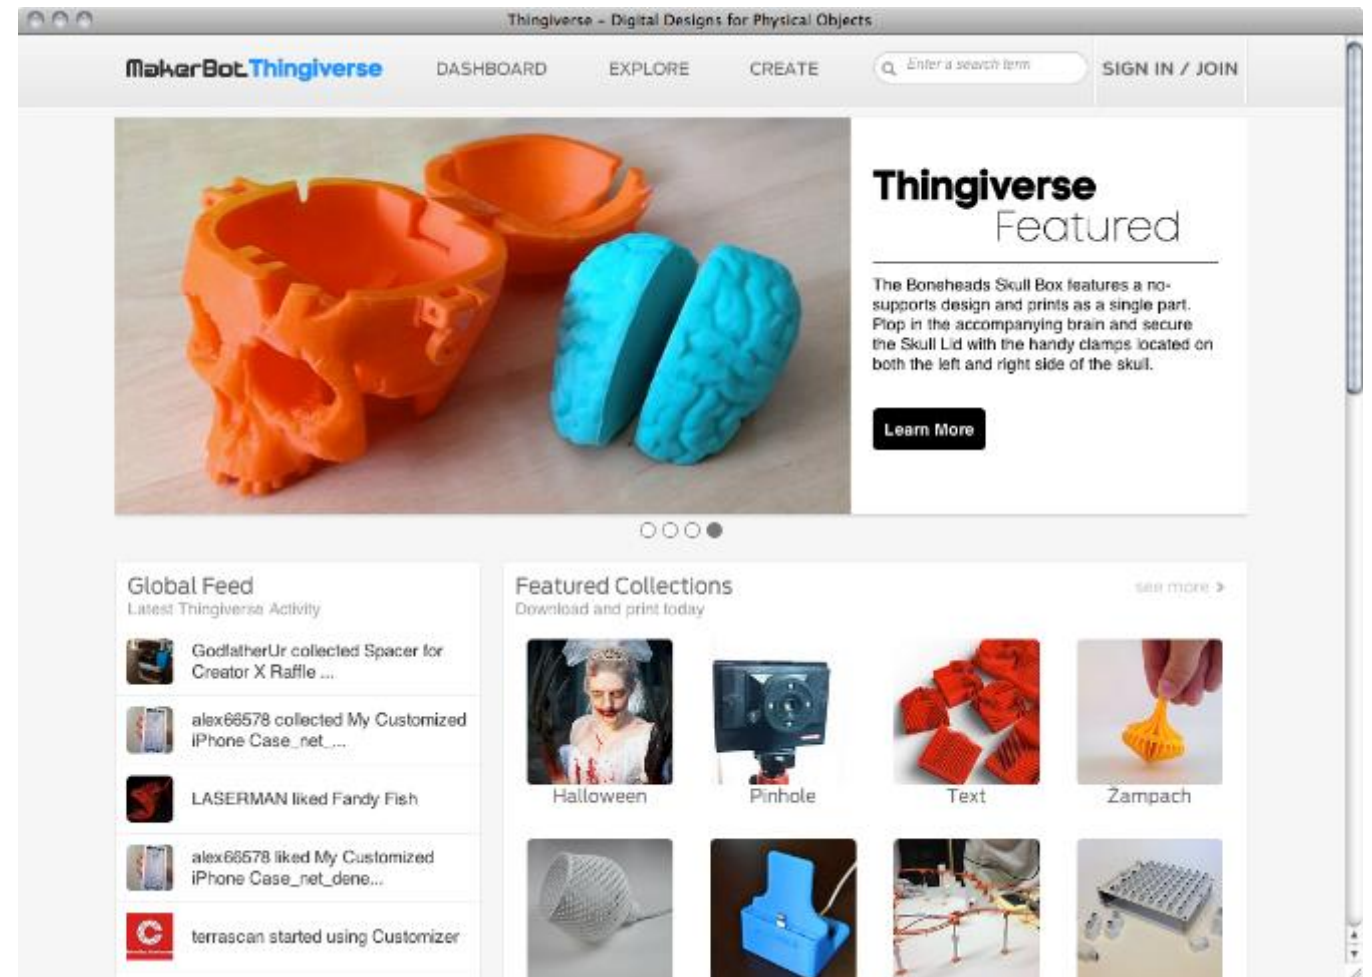 Thingiverse – Digital Designs for Physical Objects
MakerBot Thingiverse
DASHBOARD
EXPLORE
CREATE
Enter a search term
SIGN IN / JOIN
Thingiverse
Featured
The Boneheads Skull Box features a no-
supports design and prints as a single part.
Plop in the accompanying brain and secure
the Skull Lid with the handy clamps located on
both the left and right side of the skull.
Learn More
Global Feed
Latest Thingiverse Activity
GodfatherUr collected Spacer for
Creator X Raffle ...
alex66578 collected My Customized
iPhone Case_net_...
LASERMAN liked Fandy Fish
alex66578 liked My Customized
iPhone Case_net_dene...
terrascan started using Customizer
Featured Collections
see more >
Download and print today
Halloween
Pinhole
Text
Žampach